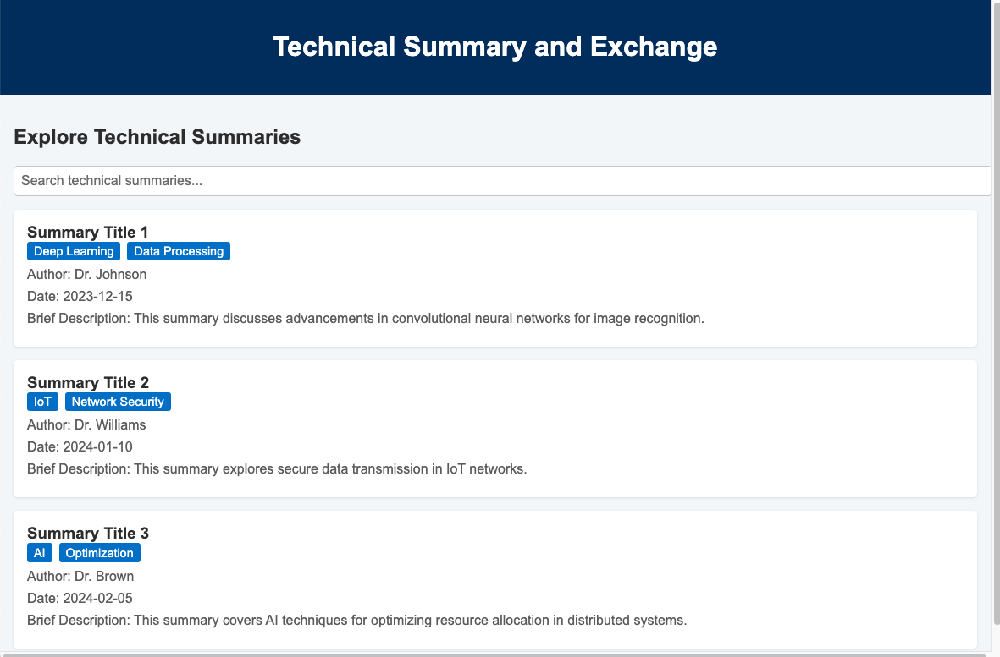 Technical Summary and Exchange
Explore Technical Summaries
Search technical summaries...
Summary Title 1
Deep Learning Data Processing
Author: Dr. Johnson
Date: 2023-12-15
Brief Description: This summary discusses advancements in convolutional neural networks for image recognition.
Summary Title 2
IoT Network Security
Author: Dr. Williams
Date: 2024-01-10
Brief Description: This summary explores secure data transmission in IoT networks.
Summary Title 3
AI Optimization
Author: Dr. Brown
Date: 2024-02-05
Brief Description: This summary covers AI techniques for optimizing resource allocation in distributed systems.